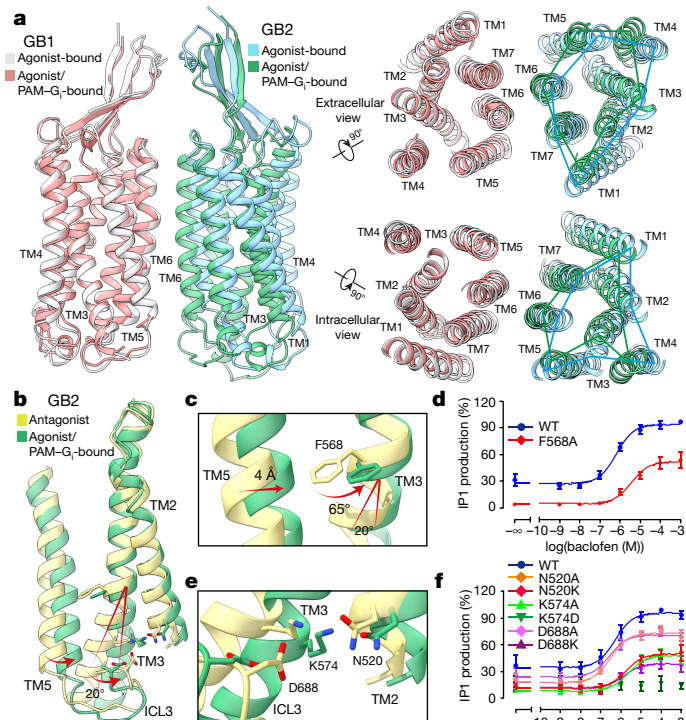 a
GB1
Agonist-bound
Agonist/
PAM–Gi-bound
GB2
Agonist-bound
Agonist/
PAM–Gi-bound
TM4
TM3
TM6
TM5
TM6
TM3
TM4
TM1
Extracellular
view
90°
TM1
TM2
TM7
TM6
TM3
TM4
TM5
TM5
TM4
TM6
TM3
TM2
TM7
TM1
Intracellular
view
90°
TM4
TM3
TM5
TM2
TM6
TM1
TM7
TM1
TM7
TM2
TM6
TM5
TM4
TM3
b
GB2
Antagonist
Agonist/
PAM–Gi-bound
TM2
TM3
TM5
20°
ICL3
c
F568
TM5
4 Å
TM3
65°
20°
d
IP1 production (%)
120
90
60
30
0
WT
F568A
–∞ –10 –9 –8 –7 –6 –5 –4 –3
log(baclofen (M))
e
TM3
K574
N520
D688
TM2
ICL3
f
IP1 production (%)
120
90
60
30
0
WT
N520A
N520K
K574A
K574D
D688A
D688K